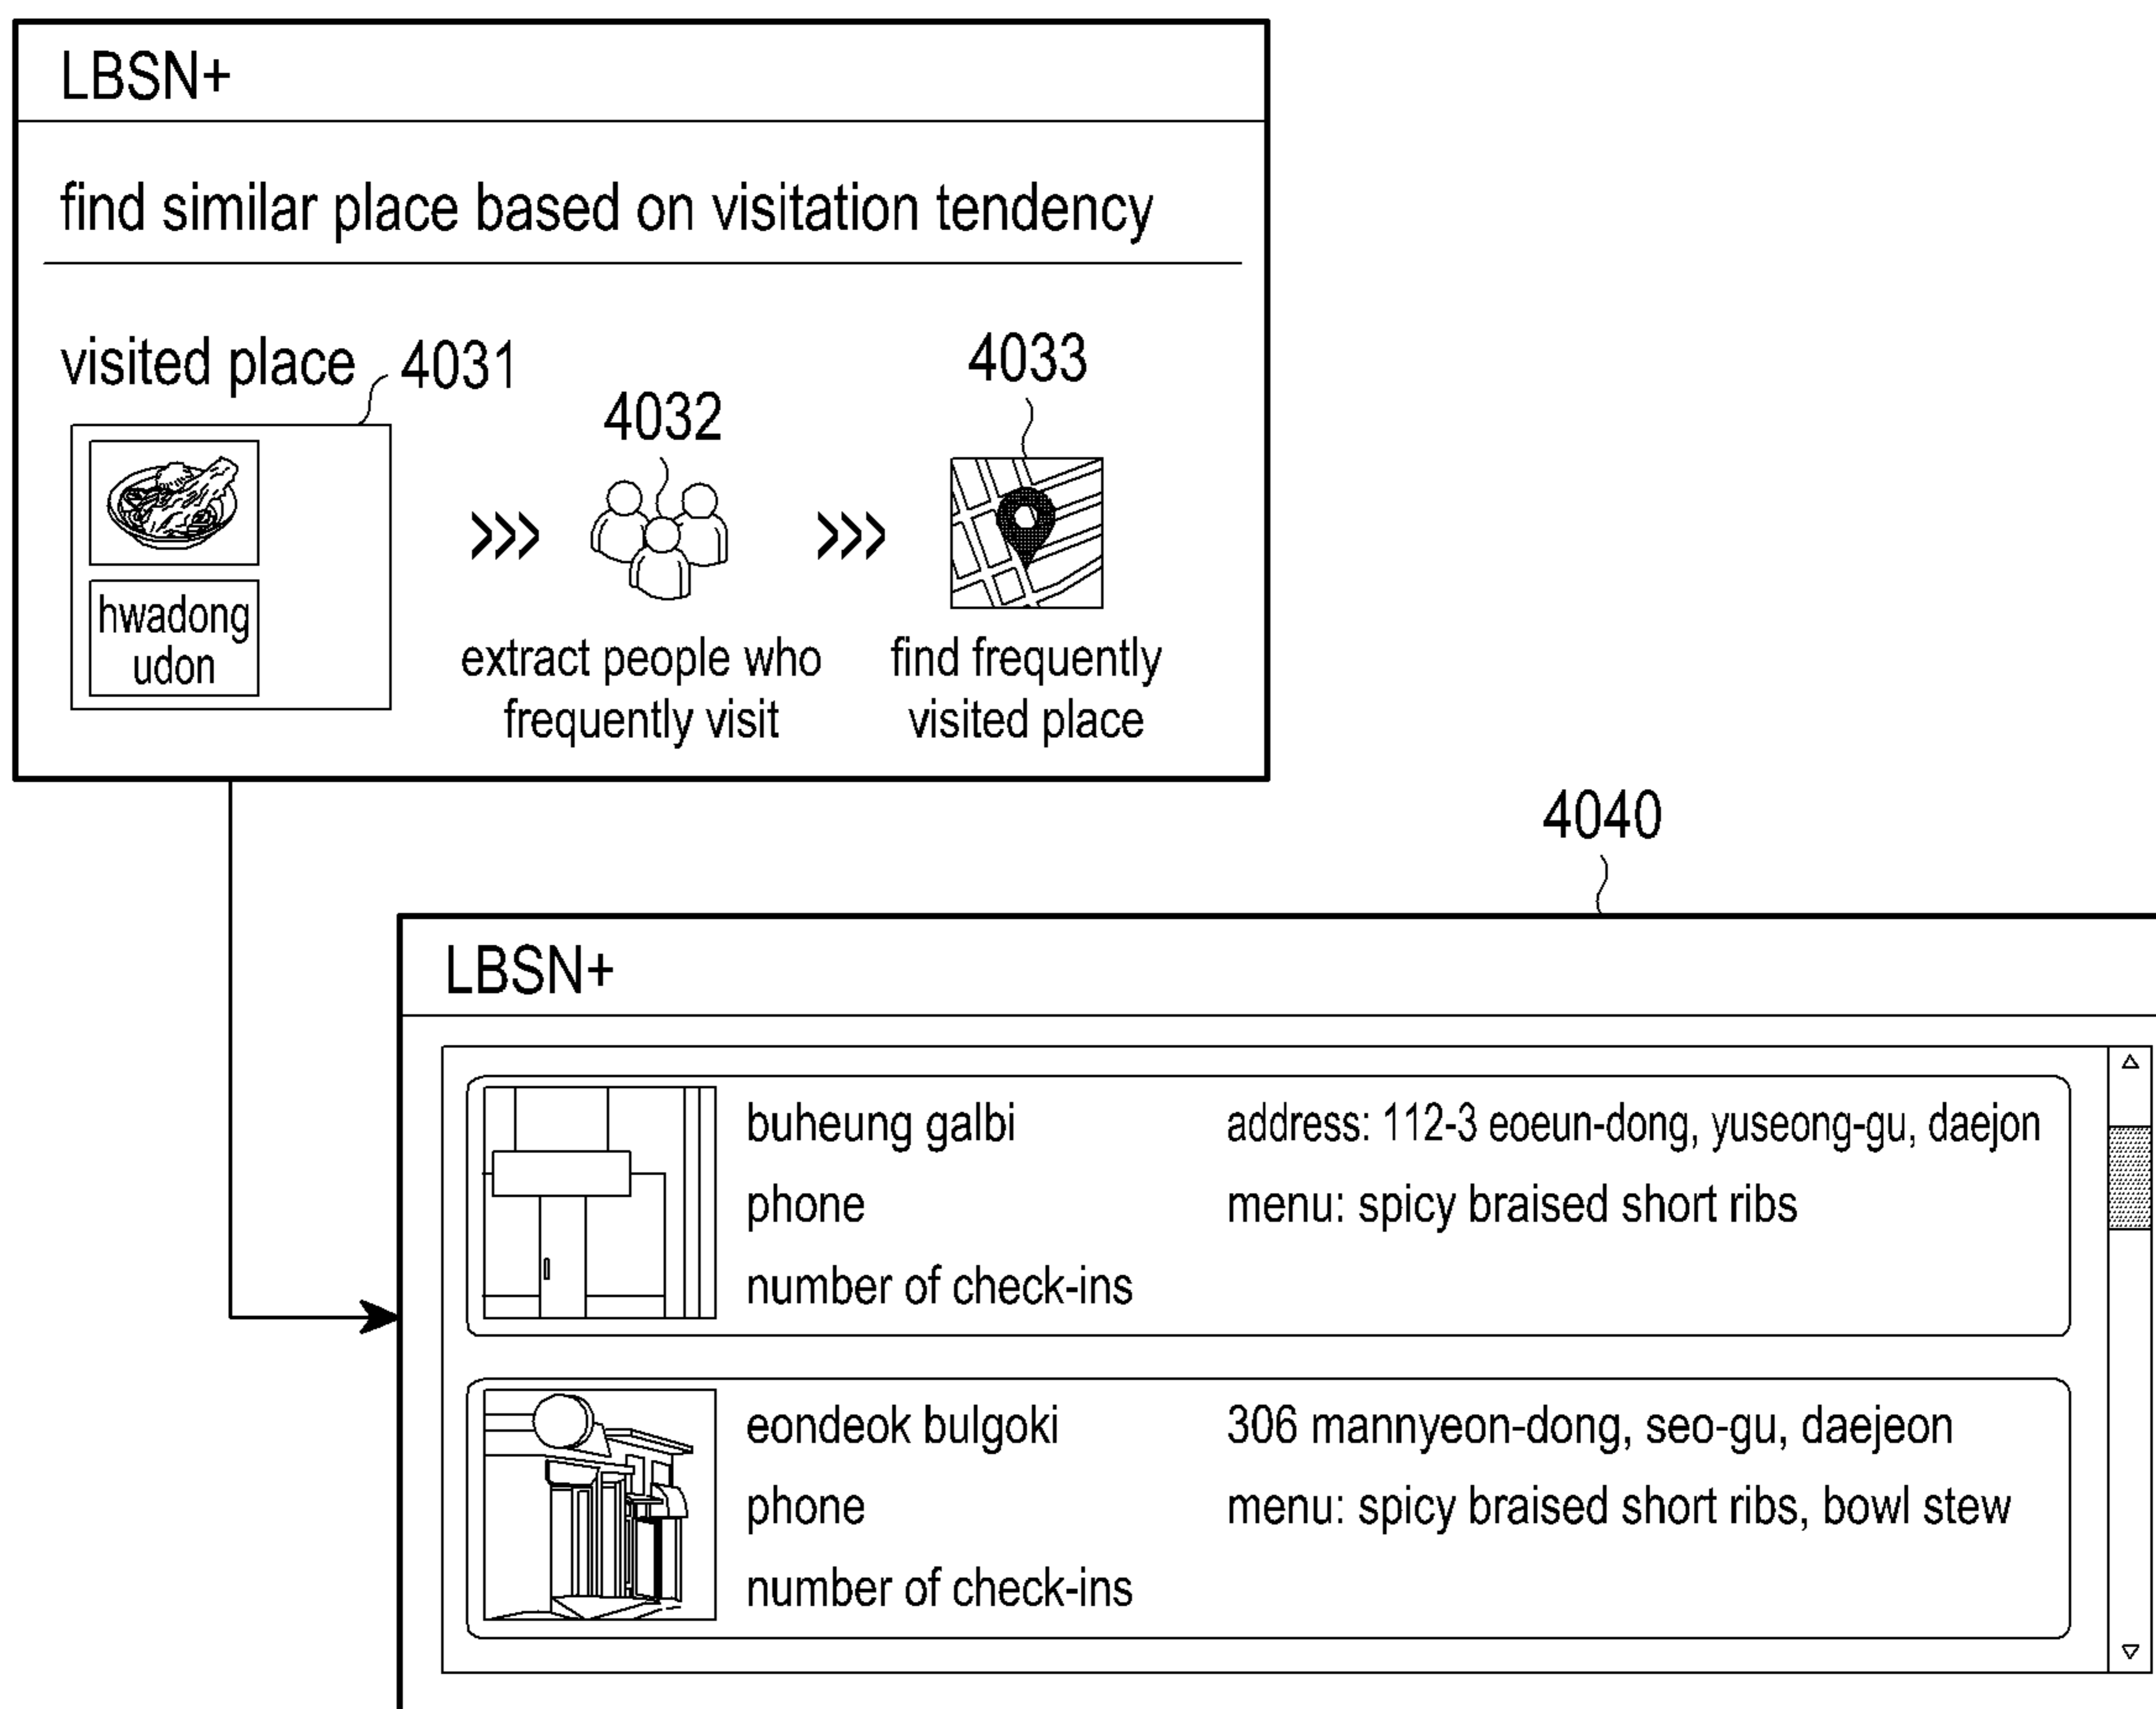 LBSN+
find similar place based on visitation tendency
visited place
4031
4032
4033
hwadong
udon
>>>
>>>
extract people who
frequently visit
find frequently
visited place
4040
LBSN+
buheung galbi
address: 112-3 eoeun-dong, yuseong-gu, daejon
phone
menu: spicy braised short ribs
number of check-ins
eondeok bulgoki
306 mannyeon-dong, seo-gu, daejeon
phone
menu: spicy braised short ribs, bowl stew
number of check-ins